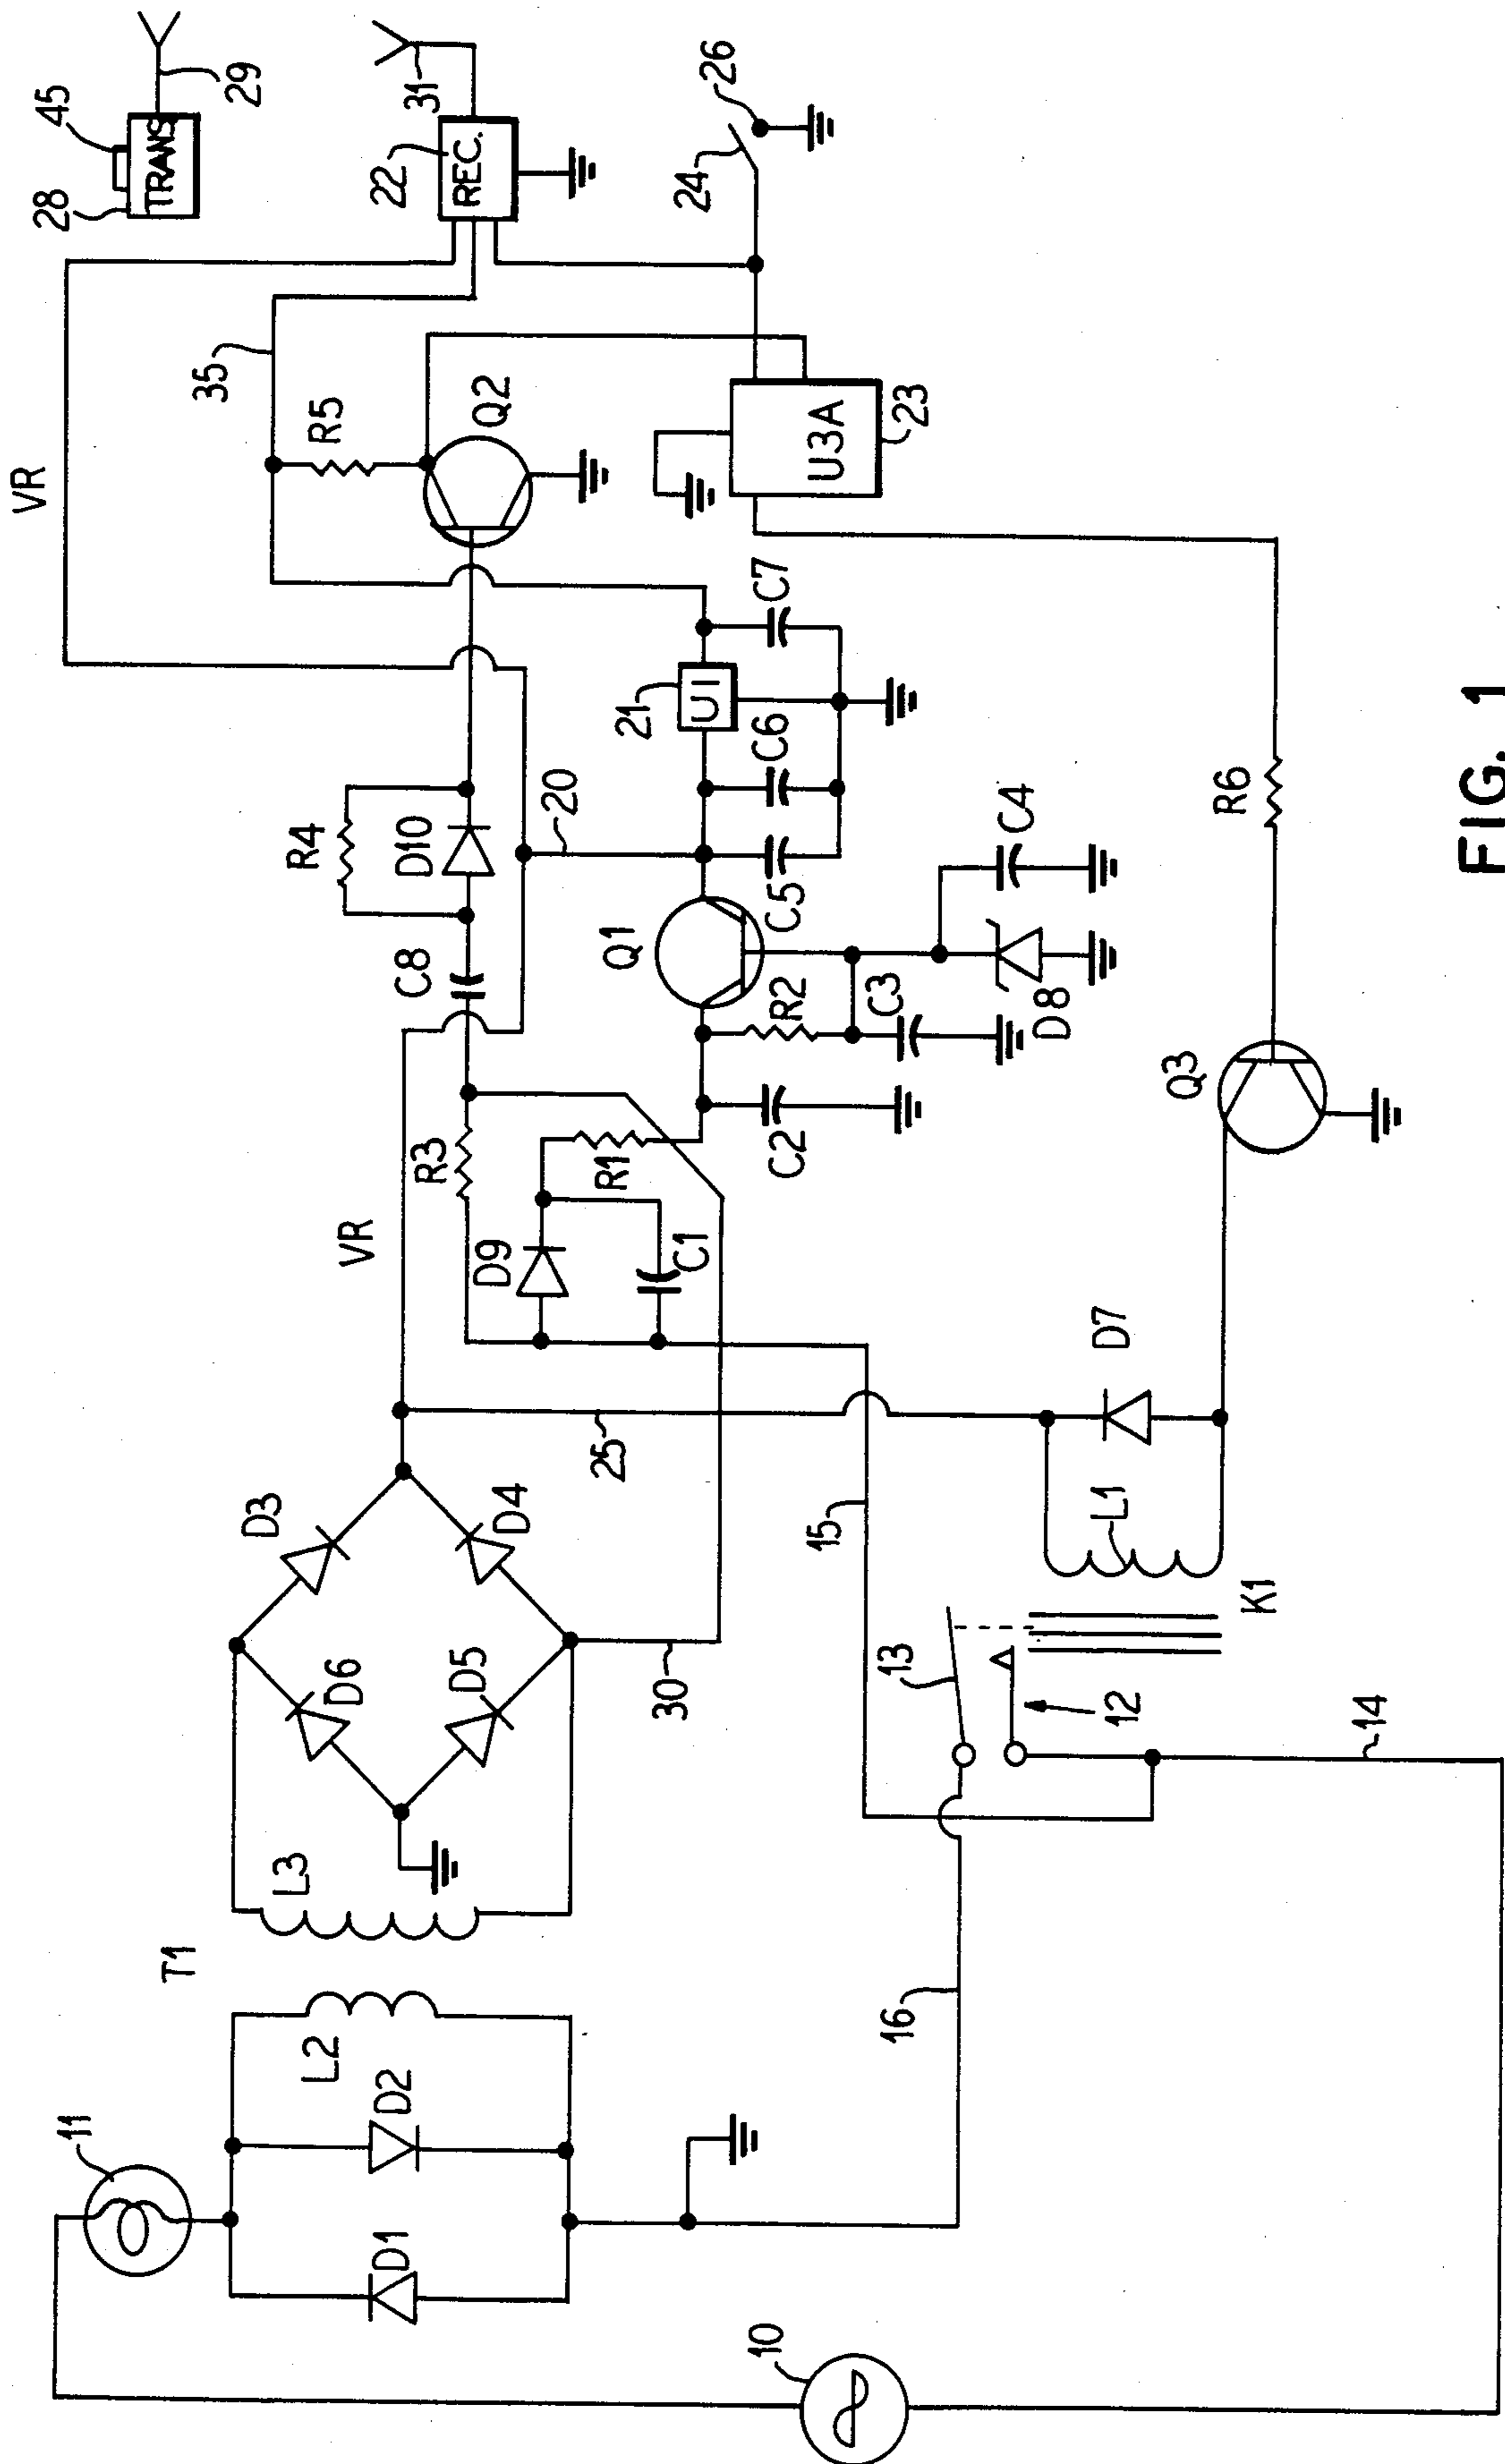 28
45
TRANS
29
22
REC.
31
24
26
VR
35
R5
Q2
U3A
23
R4
D10
C8
20
21
U1
C7
C6
C5
Q1
R2
C3
C4
D8
R6
Q3
VR
R3
D9
R1
C1
C2
D3
D4
D6
D5
25
30
15
D7
L1
K1
13
12
14
T1
L3
L2
11
D2
D1
16
10
FIG. 1